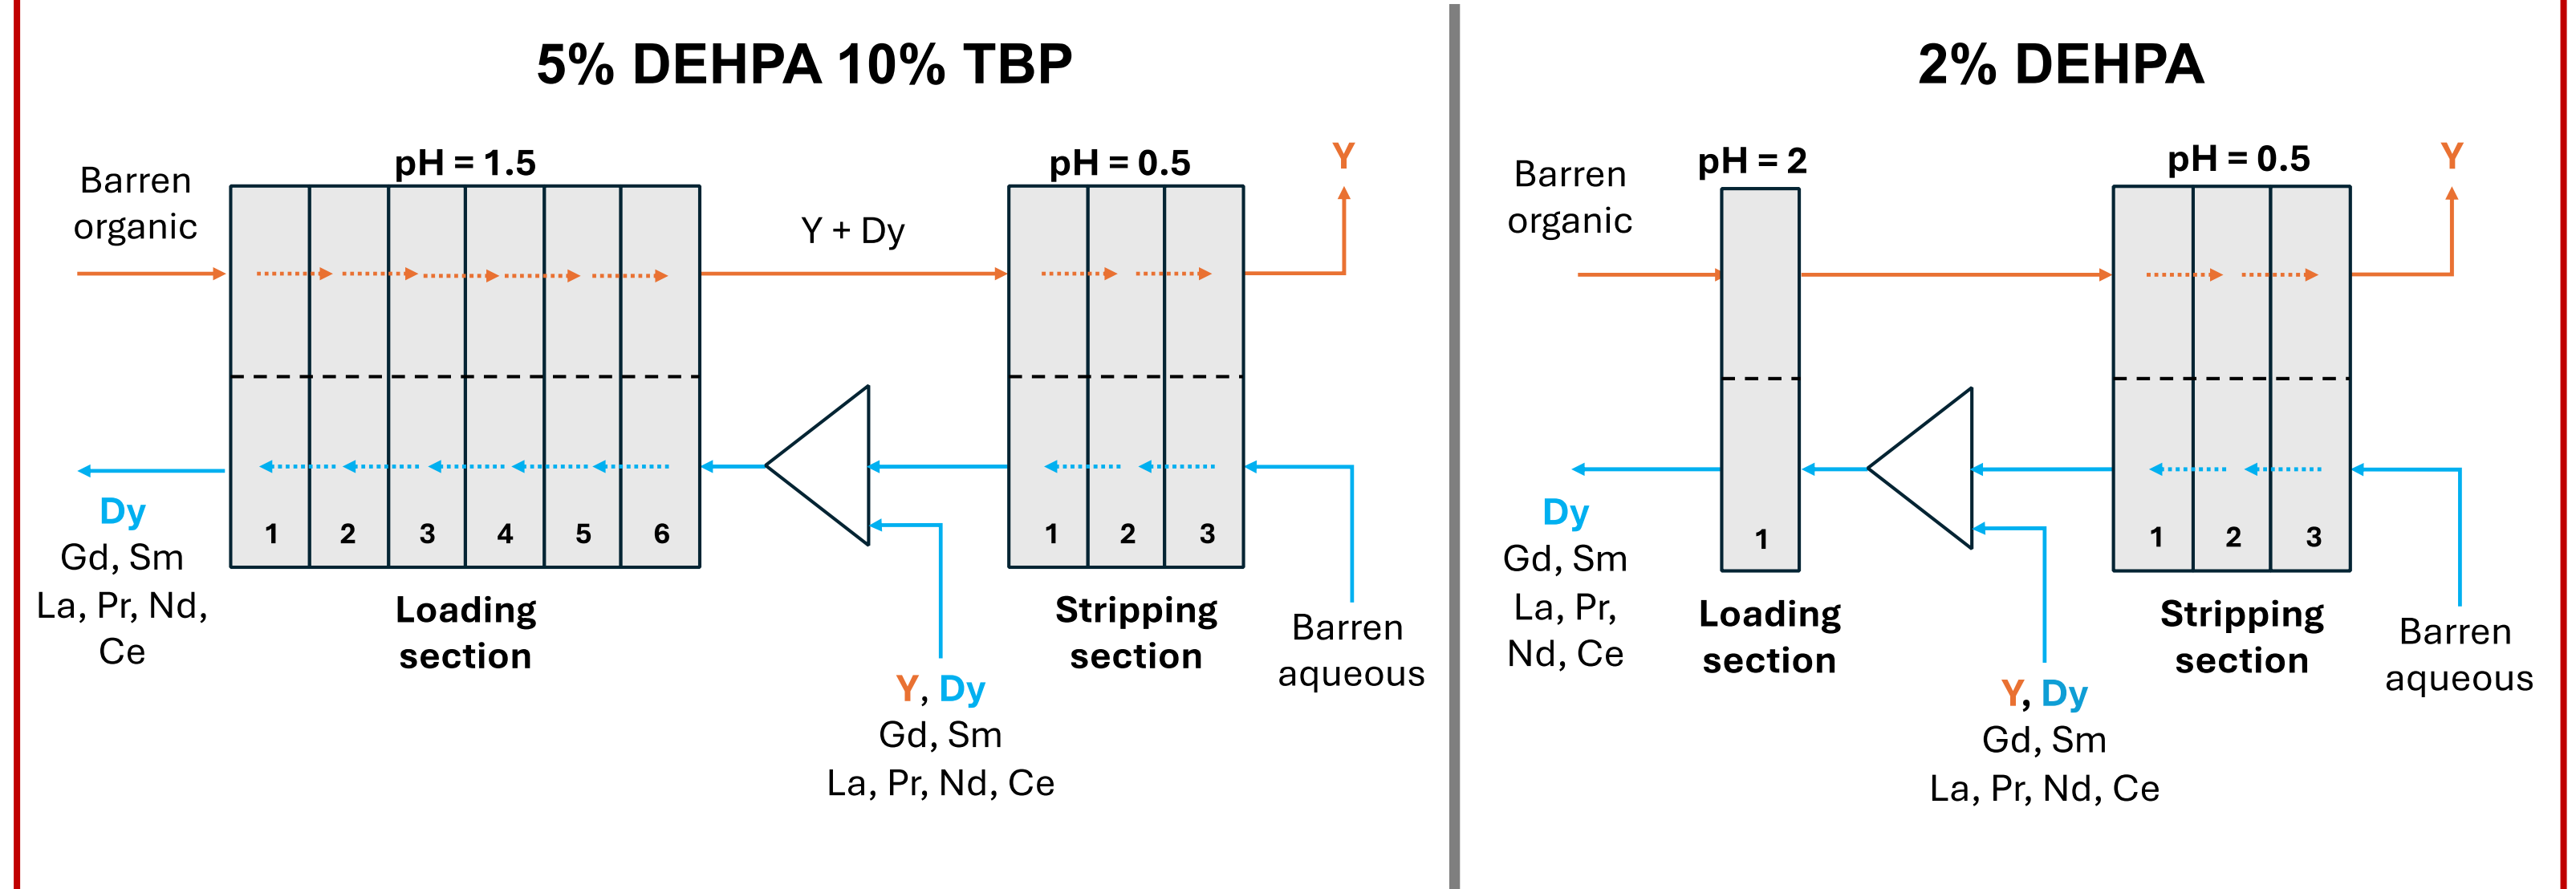 5% DEHPA 10% TBP
Barren
organic
pH = 1.5
Y + Dy
pH = 0.5
Y
1 2 3 4 5 6
1 2 3
Dy
Gd, Sm
La, Pr, Nd,
Ce
Loading
section
Stripping
section
Barren
aqueous
Y, Dy
Gd, Sm
La, Pr, Nd, Ce
2% DEHPA
Barren
organic
pH = 2
pH = 0.5
Y
1
1 2 3
Dy
Gd, Sm
La, Pr,
Nd, Ce
Loading
section
Stripping
section
Barren
aqueous
Y, Dy
Gd, Sm
La, Pr, Nd, Ce